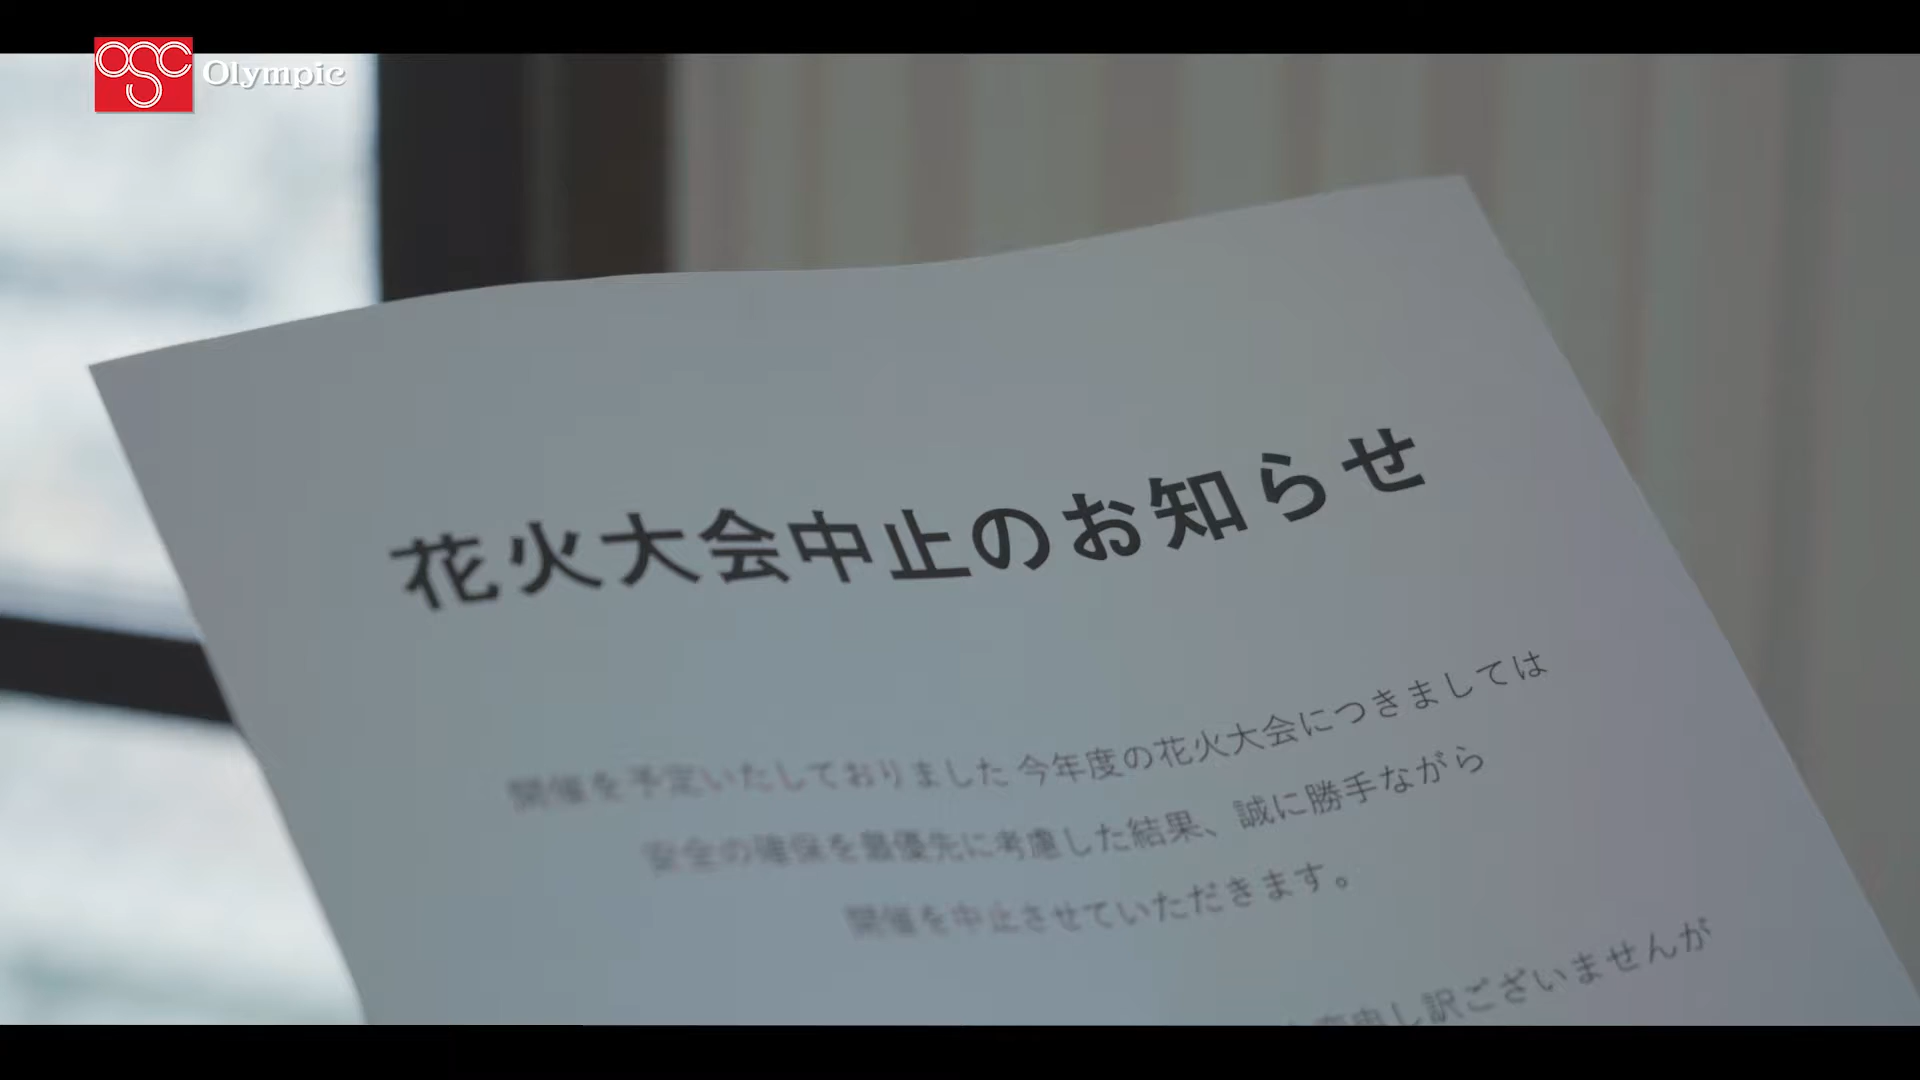 OSC Olympic
花火大会中止のお知らせ
開催を予定いたしておりました 今年度の花火大会につきましては
安全の確保を最優先に考慮した結果、誠に勝手ながら
開催を中止させていただきます。
申し訳ございませんが